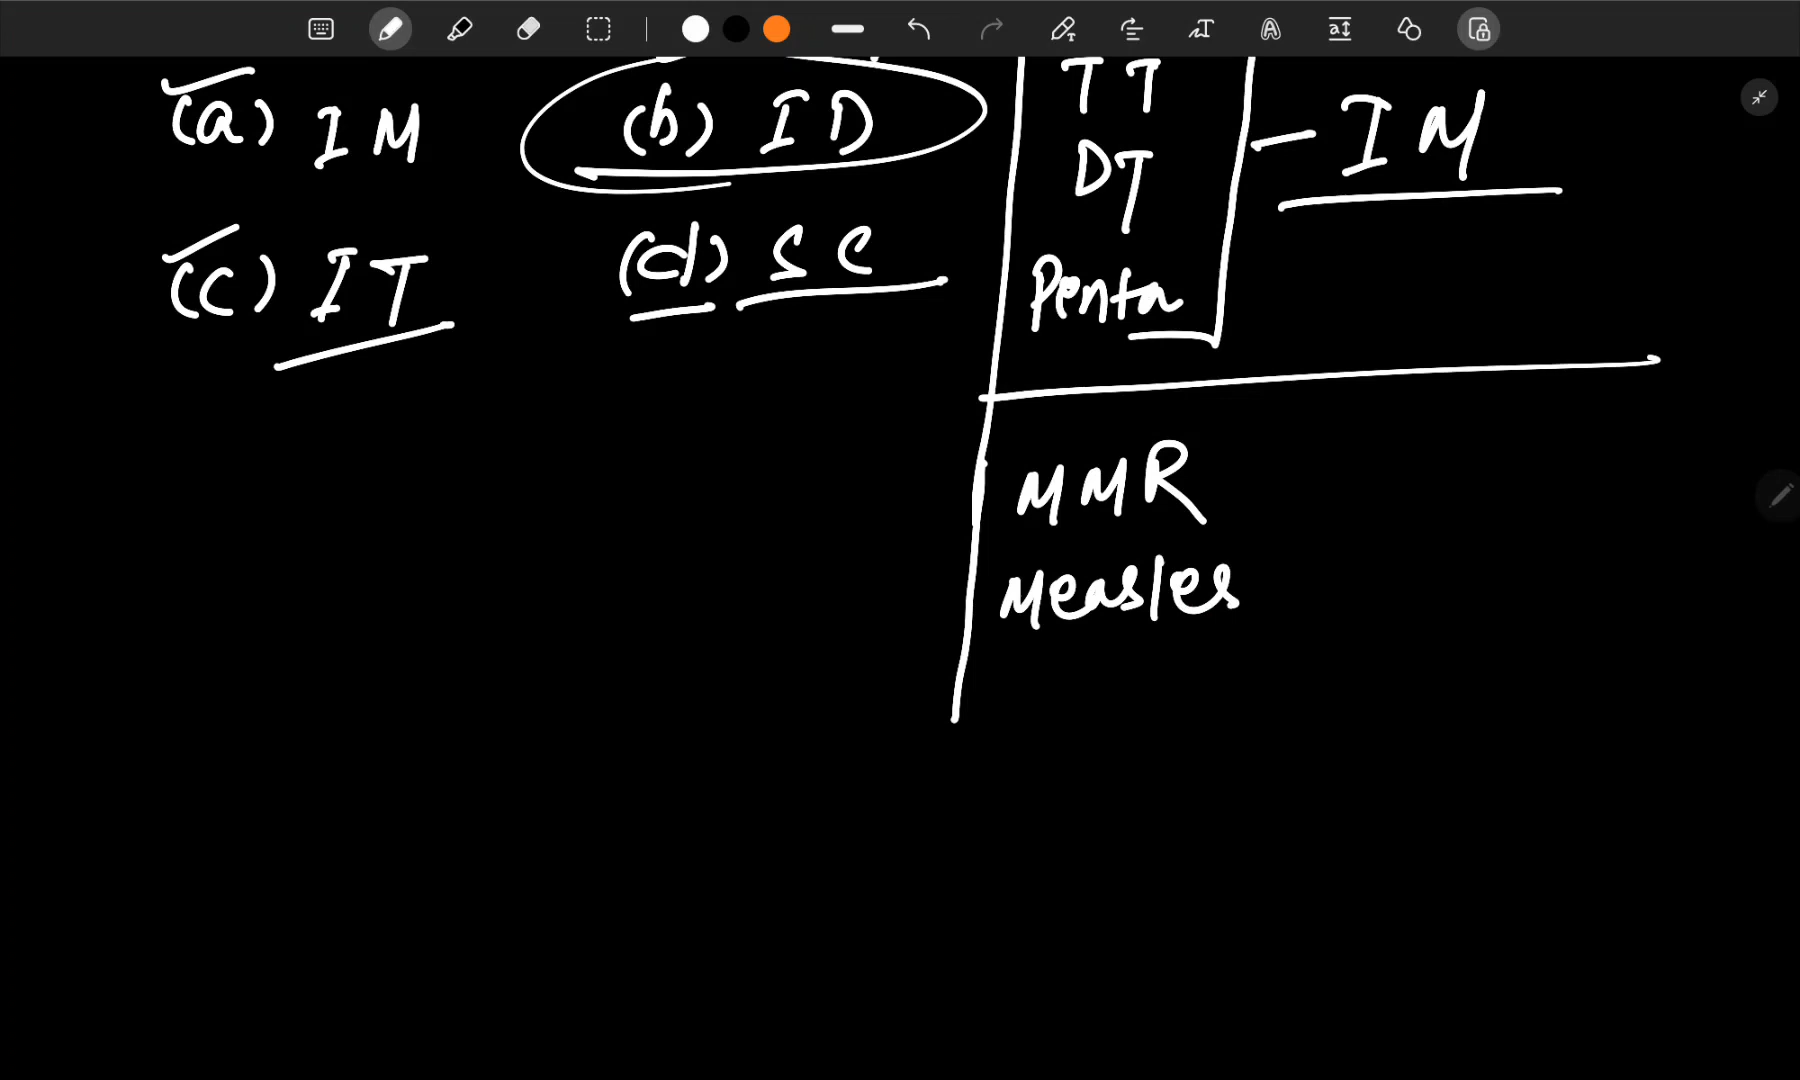 (a) IM (b) ID
(c) IT (d) SC
TT
DT
Penta
- IM
MMR
Measles